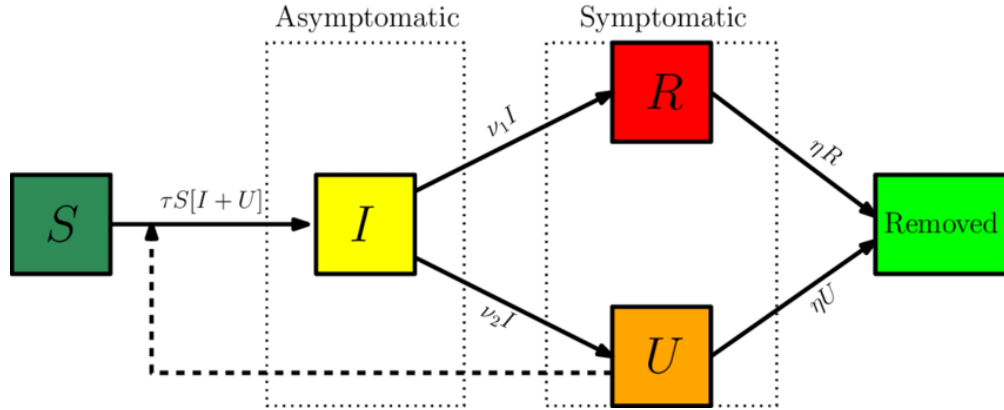 Asymptomatic
Symptomatic
R
ν₁I
ηR
τS[I + U]
S
I
Removed
ν₂I
ηU
U